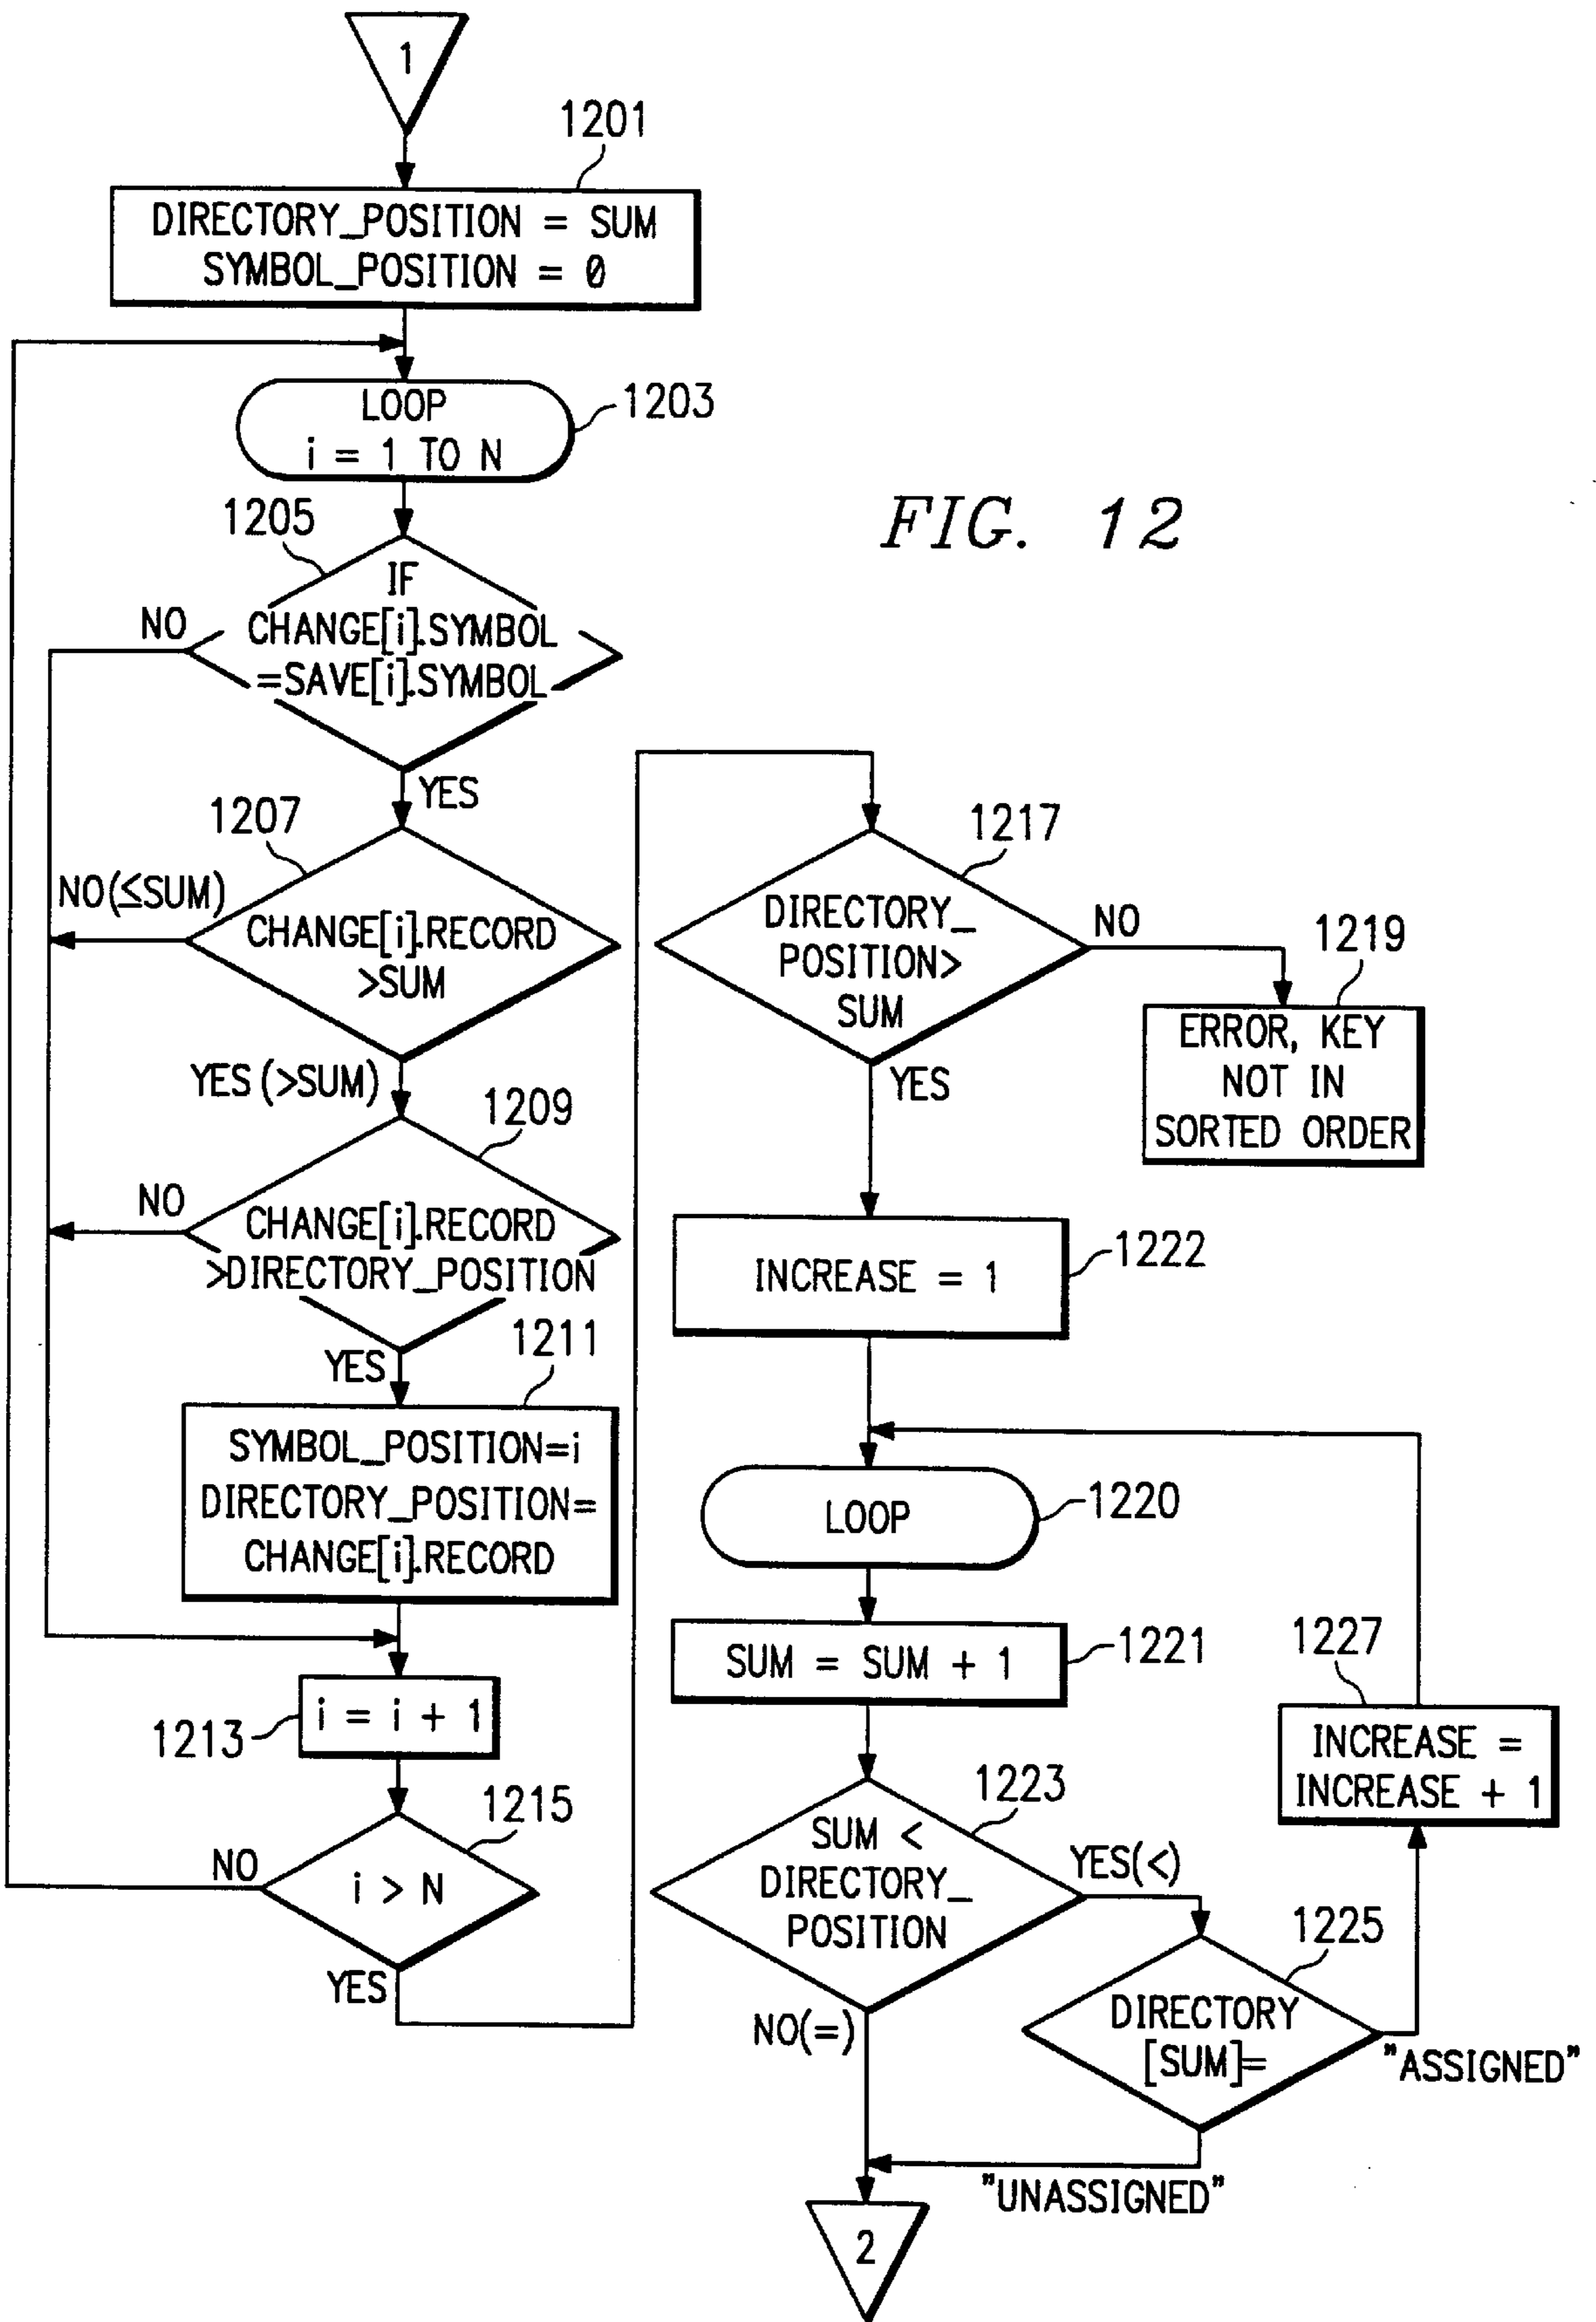 1
1201
DIRECTORY_POSITION = SUM
SYMBOL_POSITION = 0
LOOP
i = 1 TO N
1203
FIG. 12
1205
IF
CHANGE[i].SYMBOL
=SAVE[i].SYMBOL
NO
YES
1207
NO(≤SUM)
CHANGE[i].RECORD
>SUM
YES (>SUM)
1209
NO
CHANGE[i].RECORD
>DIRECTORY_POSITION
YES
1211
SYMBOL_POSITION=i
DIRECTORY_POSITION=
CHANGE[i].RECORD
1213
i = i + 1
1215
NO
i > N
YES
1217
DIRECTORY_
POSITION>
SUM
NO
1219
ERROR, KEY
NOT IN
SORTED ORDER
YES
INCREASE = 1
1222
LOOP
1220
SUM = SUM + 1
1221
1227
INCREASE =
INCREASE + 1
1223
SUM <
DIRECTORY_
POSITION
YES(<)
NO(=)
1225
DIRECTORY
[SUM]=
"ASSIGNED"
"UNASSIGNED"
2